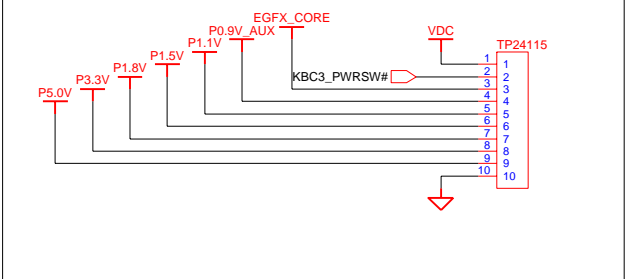 EGFX_CORE
P0.9V_AUX
VDC
P1.1V
TP24115
P1.5V
P1.8V
P3.3V
P5.0V
KBC3_PWRSW#
1 1
2 2
3 3
4 4
5 5
6 6
7 7
8 8
9 9
10 10